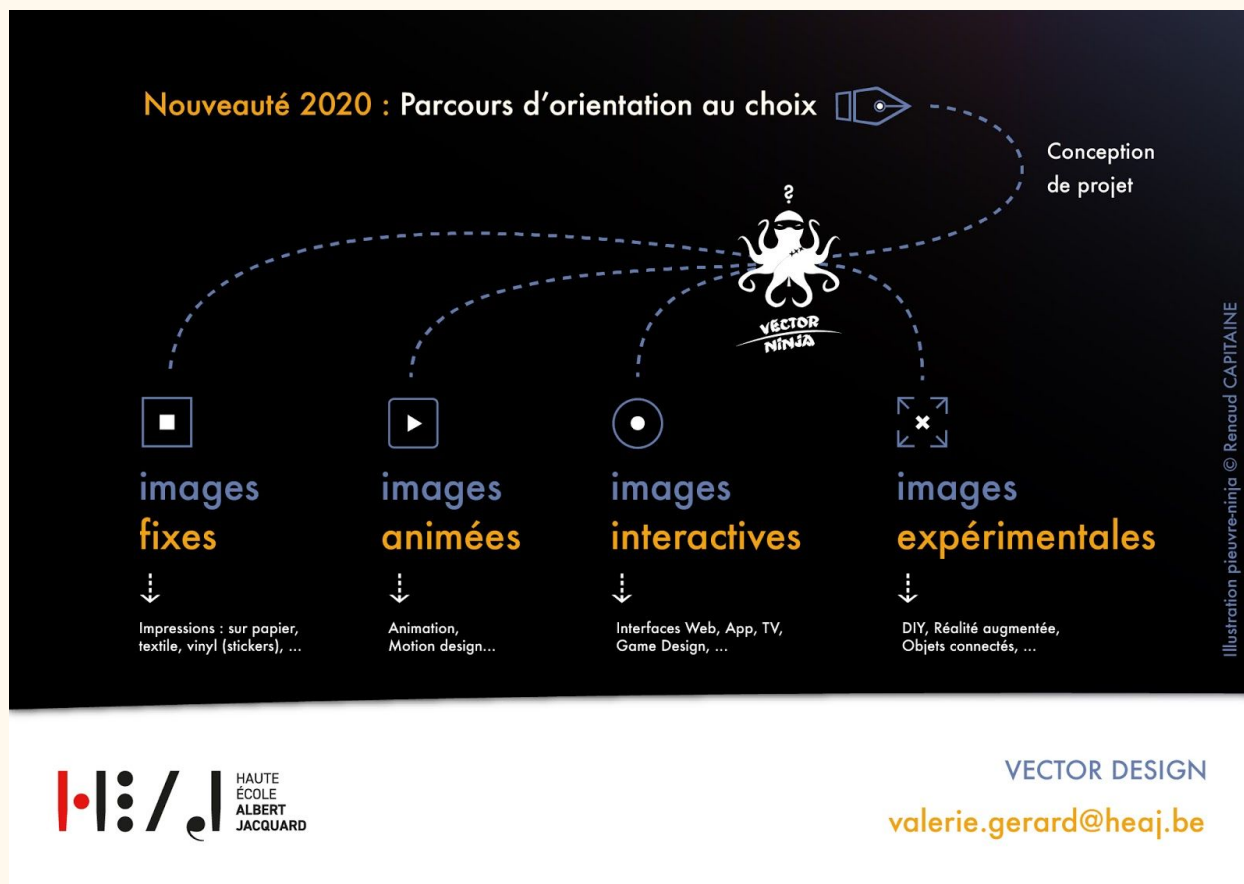 Nouveauté 2020 : Parcours d'orientation au choix
Conception
de projet
?
VECTOR
NiNJA
images
fixes
Impressions : sur papier,
textile, vinyl (stickers), ...
images
animées
Animation,
Motion design...
images
interactives
Interfaces Web, App, TV,
Game Design, ...
images
expérimentales
DIY, Réalité augmentée,
Objets connectés, ...
Illustration pieuvre-ninja © Renaud CAPITAINE
HAUTE
ÉCOLE
ALBERT
JACQUARD
VECTOR DESIGN
valerie.gerard@heaj.be